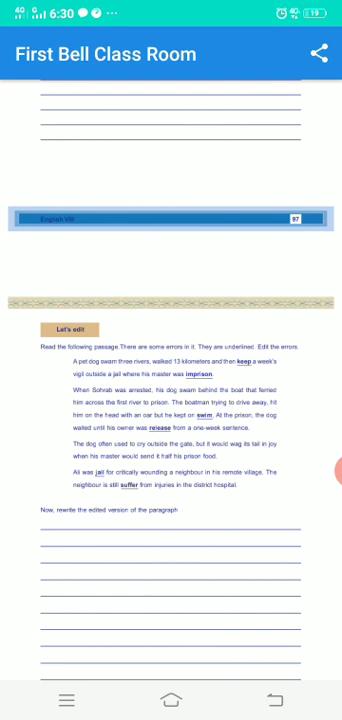 4G G 6:30 ... 4G 19
First Bell Class Room
English VIII 97
Let's edit
Read the following passage.There are some errors in it. They are underlined. Edit the errors.
A pet dog swam three rivers, walked 13 kilometers and then keep a week's
vigil outside a jail where his master was imprison.
When Sohrab was arrested, his dog swam behind the boat that ferried
him across the first river to prison. The boatman trying to drive away, hit
him on the head with an oar but he kept on swim. At the prison, the dog
waited until his owner was release from a one-week sentence.
The dog often used to cry outside the gate, but it would wag its tail in joy
when his master would send it half his prison food.
Ali was jail for critically wounding a neighbour in his remote village. The
neighbour is still suffer from injuries in the district hospital.
Now, rewrite the edited version of the paragraph